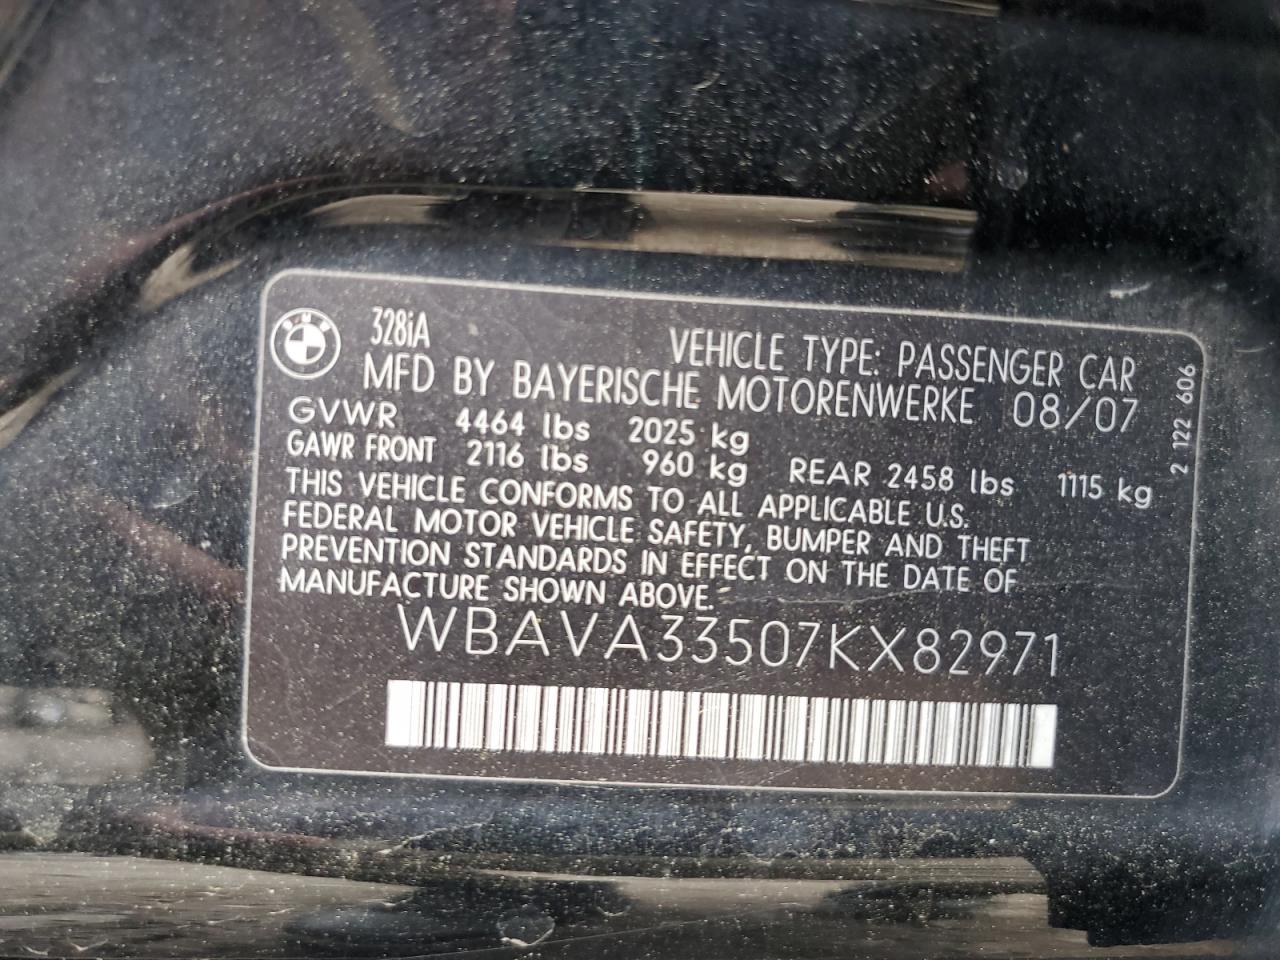 BMW
328iA
VEHICLE TYPE: PASSENGER CAR
MFD BY BAYERISCHE MOTORENWERKE 08/07
GVWR 4464 lbs 2025 kg
GAWR FRONT 2116 lbs 960 kg REAR 2458 lbs 1115 kg
THIS VEHICLE CONFORMS TO ALL APPLICABLE U.S.
FEDERAL MOTOR VEHICLE SAFETY, BUMPER AND THEFT
PREVENTION STANDARDS IN EFFECT ON THE DATE OF
MANUFACTURE SHOWN ABOVE.
WBAVA33507KX82971
2 122 606